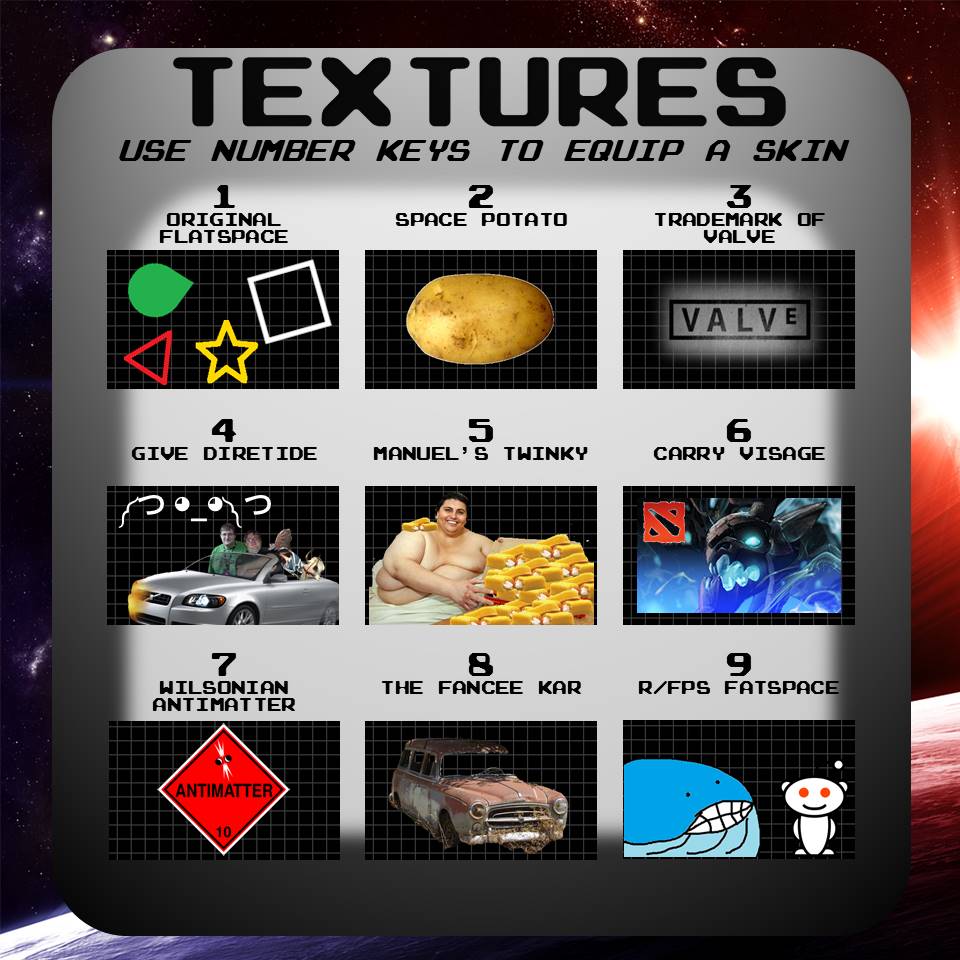 TEXTURES
USE NUMBER KEYS TO EQUIP A SKIN
1
ORIGINAL
FLATSPACE
2
SPACE POTATO
3
TRADEMARK OF
VALVE
VALVE
4
GIVE DIRETIDE
5
MANUEL'S TWINKY
6
CARRY VISAGE
༼つ ◕_◕ ༽つ
7
WILSONIAN
ANTIMATTER
8
THE FANCEE KAR
9
R/FPS FATSPACE
ANTIMATTER
10